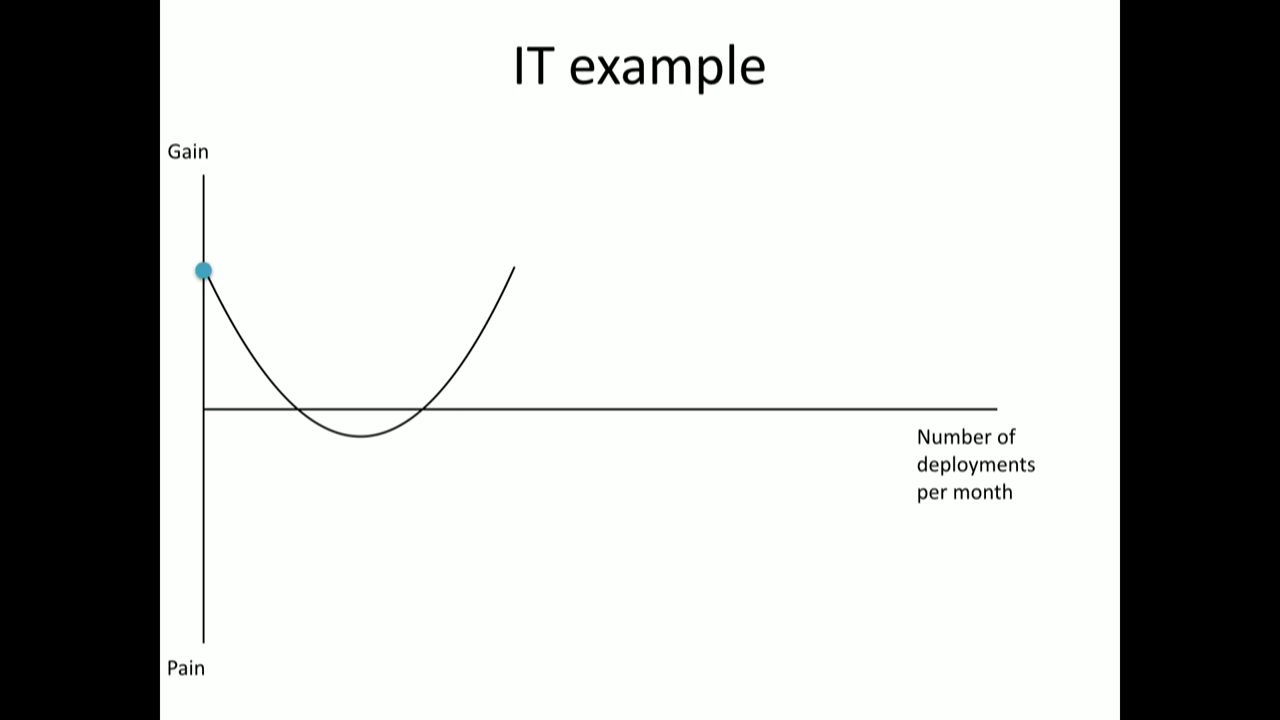 IT example
Gain
Number of
deployments
per month
Pain